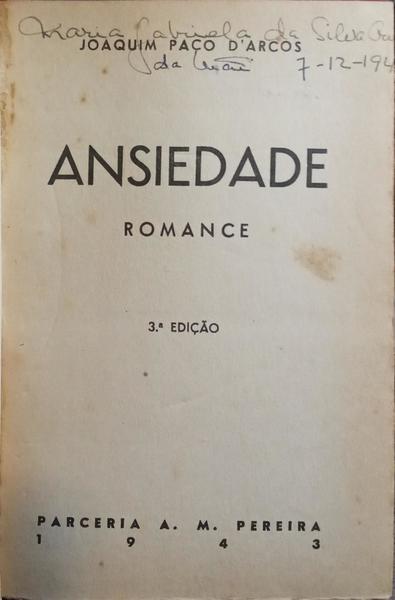 Maria Gabriela da Silva
JOAQUIM PAÇO D'ARCOS
da 7-12-194
ANSIEDADE
ROMANCE
3.ª EDIÇÃO
PARCERIA A. M. PEREIRA
1 9 4 3